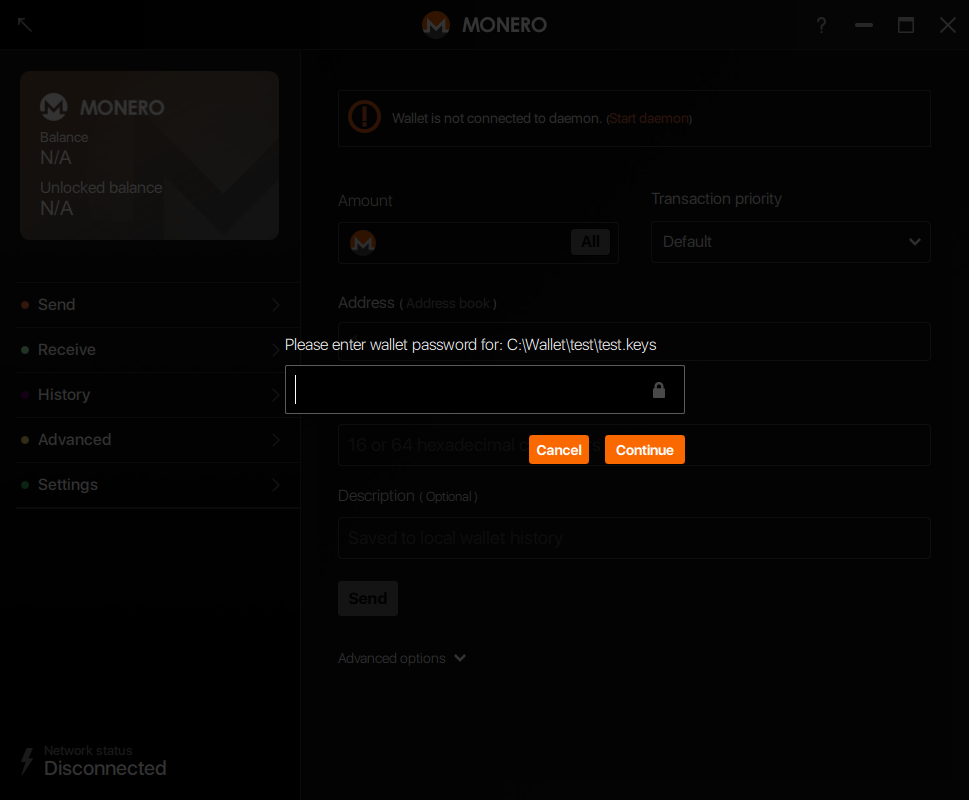 MONERO
?
MONERO
Balance
N/A
Unlocked balance
N/A
Send
Receive
History
Advanced
Settings
Network status
Disconnected
Wallet is not connected to daemon. (Start daemon)
Amount
All
Transaction priority
Default
Address ( Address book )
Please enter wallet password for: C:\Wallet\test\test.keys
16 or 64 hexadecimal
Cancel
Continue
Description ( Optional )
Saved to local wallet history
Send
Advanced options